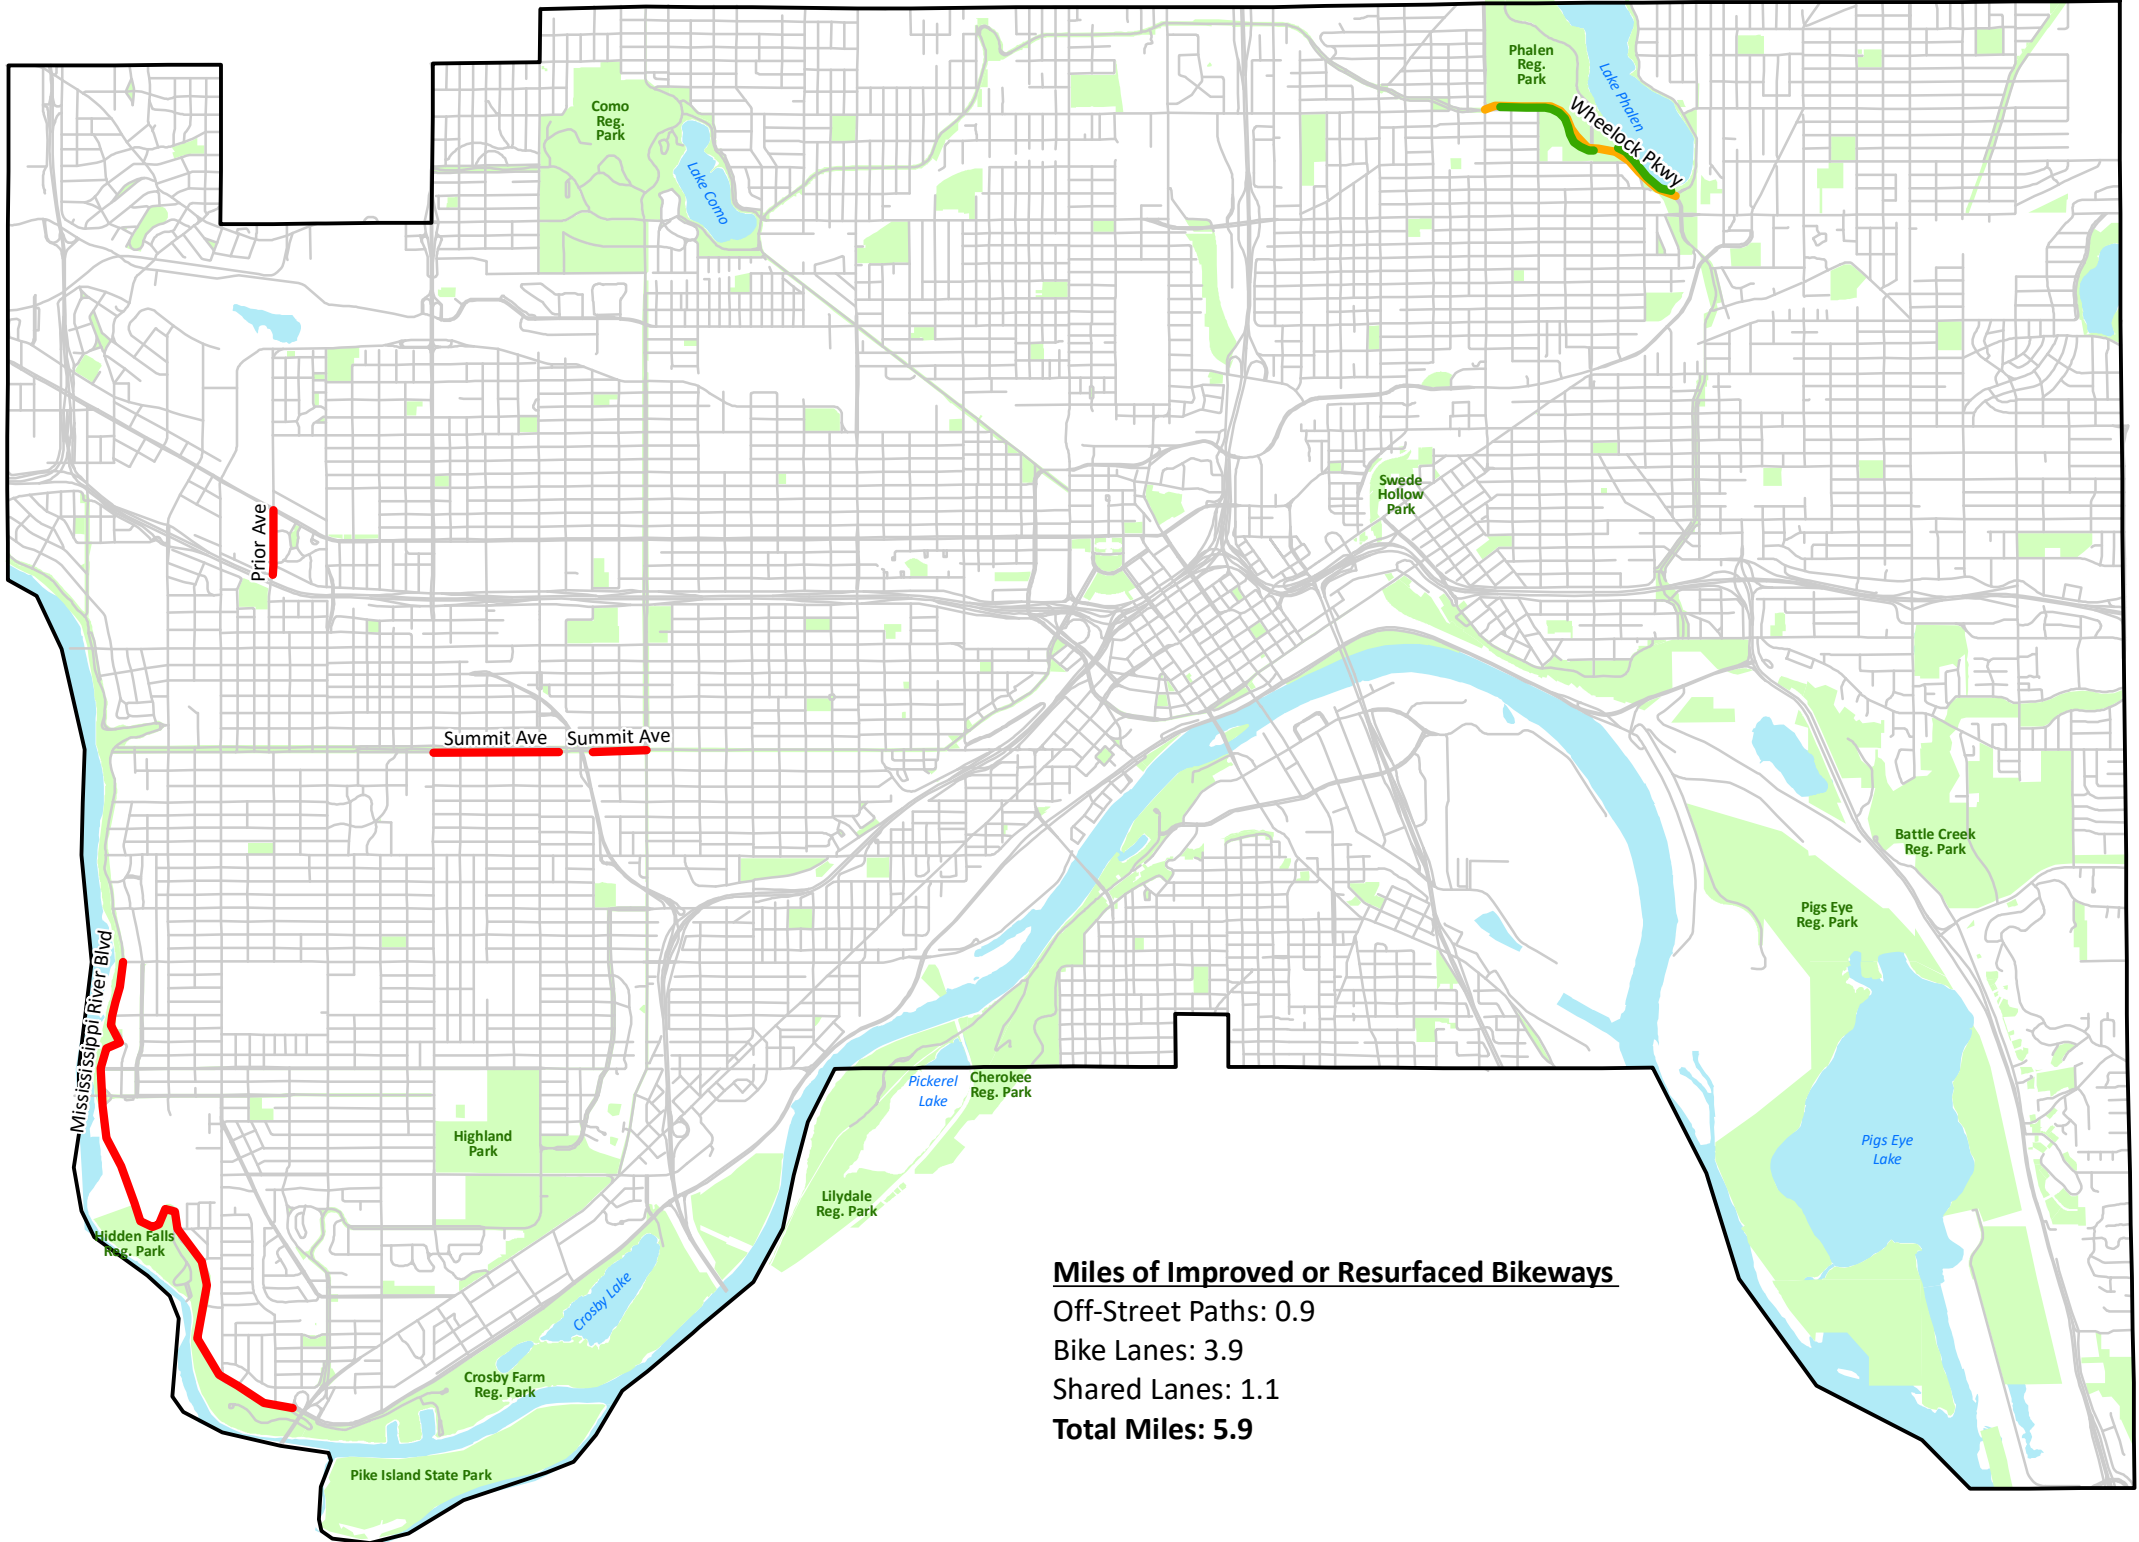 Phalen
Reg.
Park
Lake Phalen
Wheelock Pkwy
Como
Reg.
Park
Lake Como
Swede
Hollow
Park
Prior Ave
Summit Ave
Summit Ave
Battle Creek
Reg. Park
Pigs Eye
Reg. Park
Mississippi River Blvd
Pickerel
Lake
Cherokee
Reg. Park
Highland
Park
Pigs Eye
Lake
Lilydale
Reg. Park
Hidden Falls
Reg. Park
Crosby Lake
Crosby Farm
Reg. Park
Pike Island State Park
Miles of Improved or Resurfaced Bikeways
Off-Street Paths: 0.9
Bike Lanes: 3.9
Shared Lanes: 1.1
Total Miles: 5.9